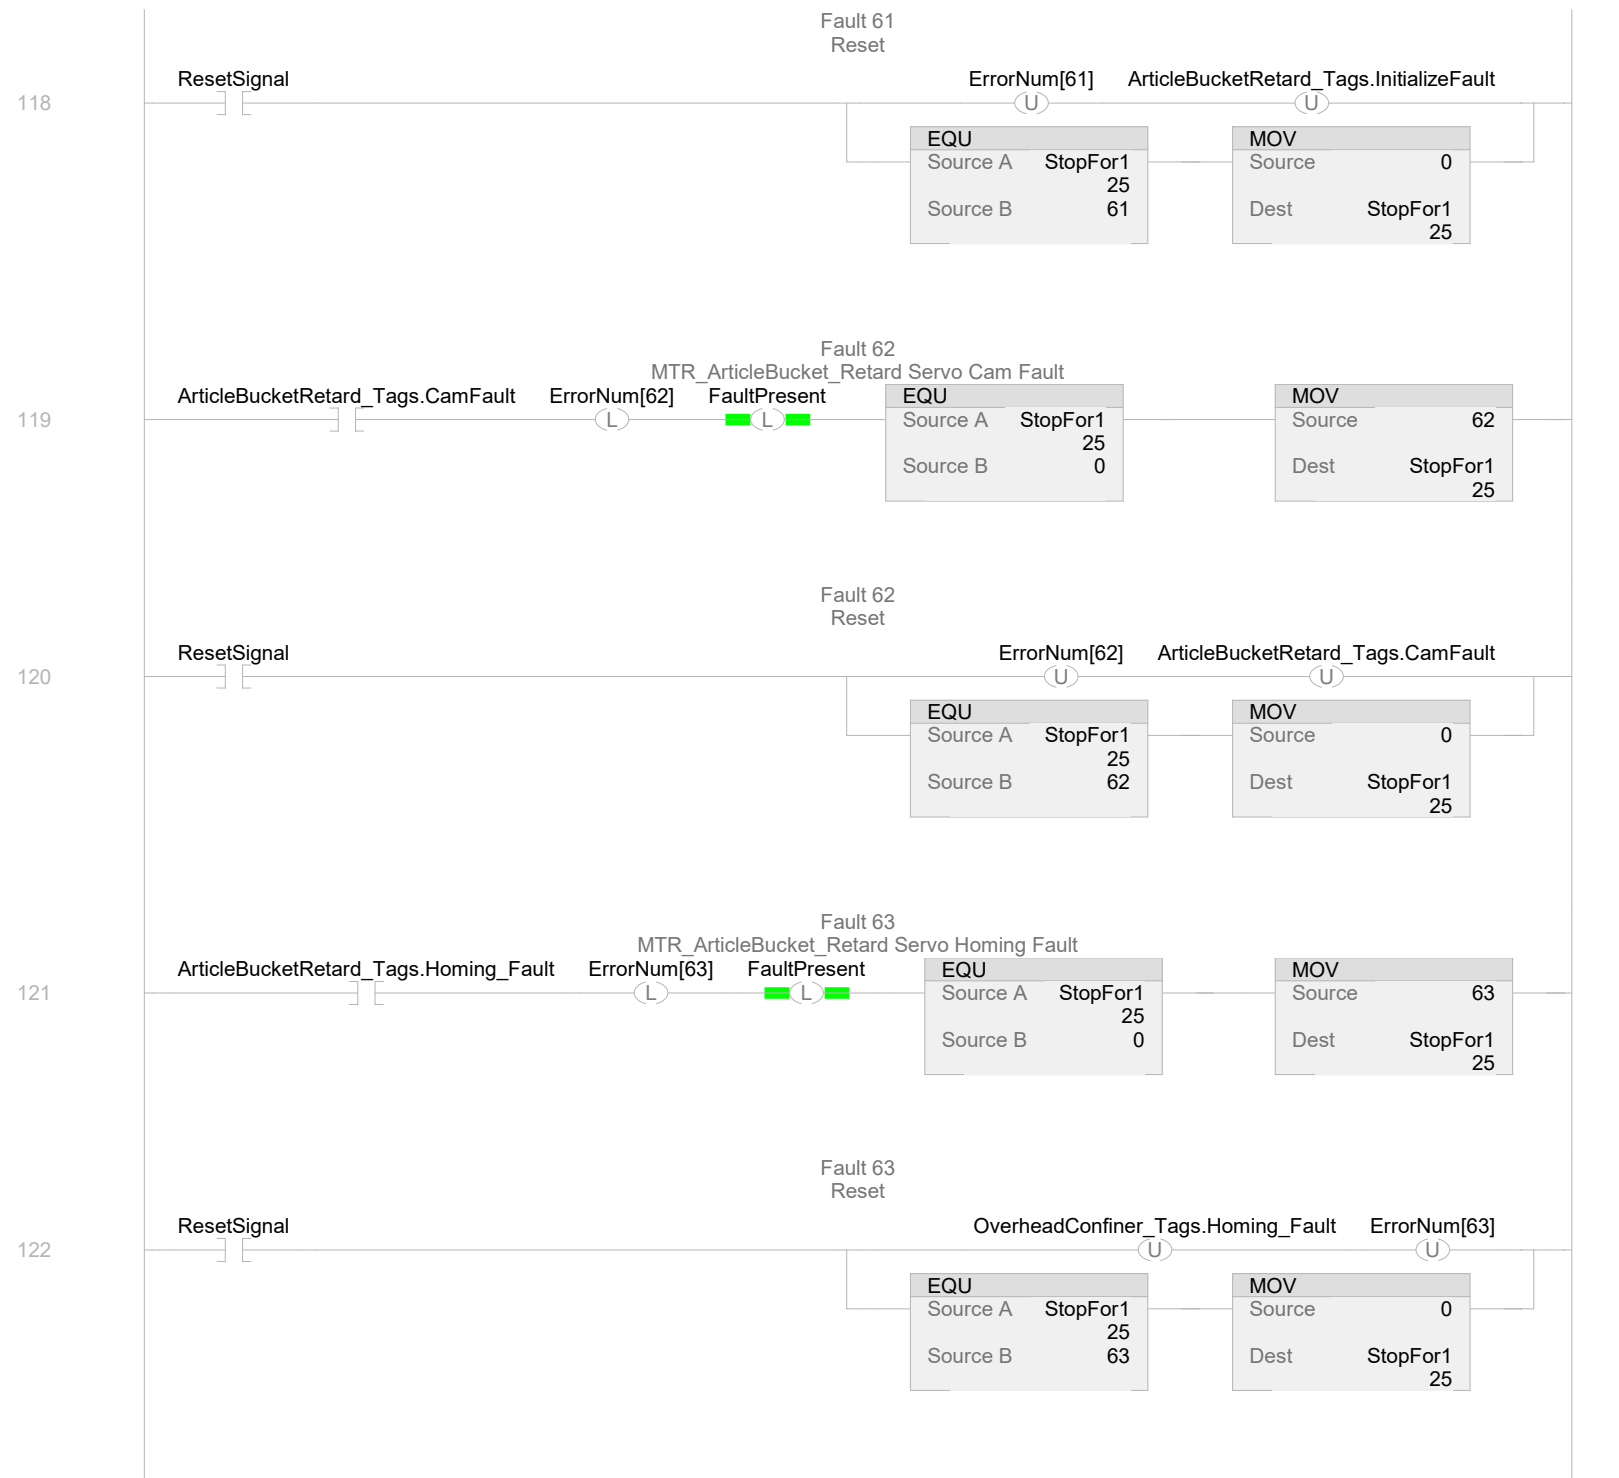 Fault 61
Reset
ResetSignal
ErrorNum[61]
ArticleBucketRetard_Tags.InitializeFault
118
U
U
EQU
Source A StopFor1
25
Source B 61
MOV
Source 0
Dest StopFor1
25
Fault 62
MTR_ArticleBucket_Retard Servo Cam Fault
ArticleBucketRetard_Tags.CamFault
ErrorNum[62]
FaultPresent
119
L
L
EQU
Source A StopFor1
25
Source B 0
MOV
Source 62
Dest StopFor1
25
Fault 62
Reset
ResetSignal
ErrorNum[62]
ArticleBucketRetard_Tags.CamFault
120
U
U
EQU
Source A StopFor1
25
Source B 62
MOV
Source 0
Dest StopFor1
25
Fault 63
MTR_ArticleBucket_Retard Servo Homing Fault
ArticleBucketRetard_Tags.Homing_Fault
ErrorNum[63]
FaultPresent
121
L
L
EQU
Source A StopFor1
25
Source B 0
MOV
Source 63
Dest StopFor1
25
Fault 63
Reset
ResetSignal
OverheadConfiner_Tags.Homing_Fault
ErrorNum[63]
122
U
U
EQU
Source A StopFor1
25
Source B 63
MOV
Source 0
Dest StopFor1
25